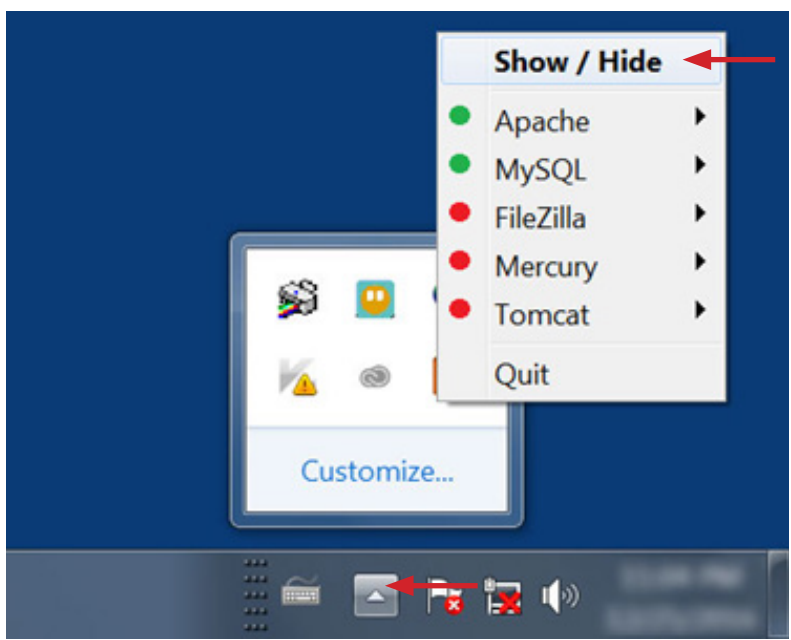 Show / Hide
Apache
MySQL
FileZilla
Mercury
Tomcat
Quit
Customize...